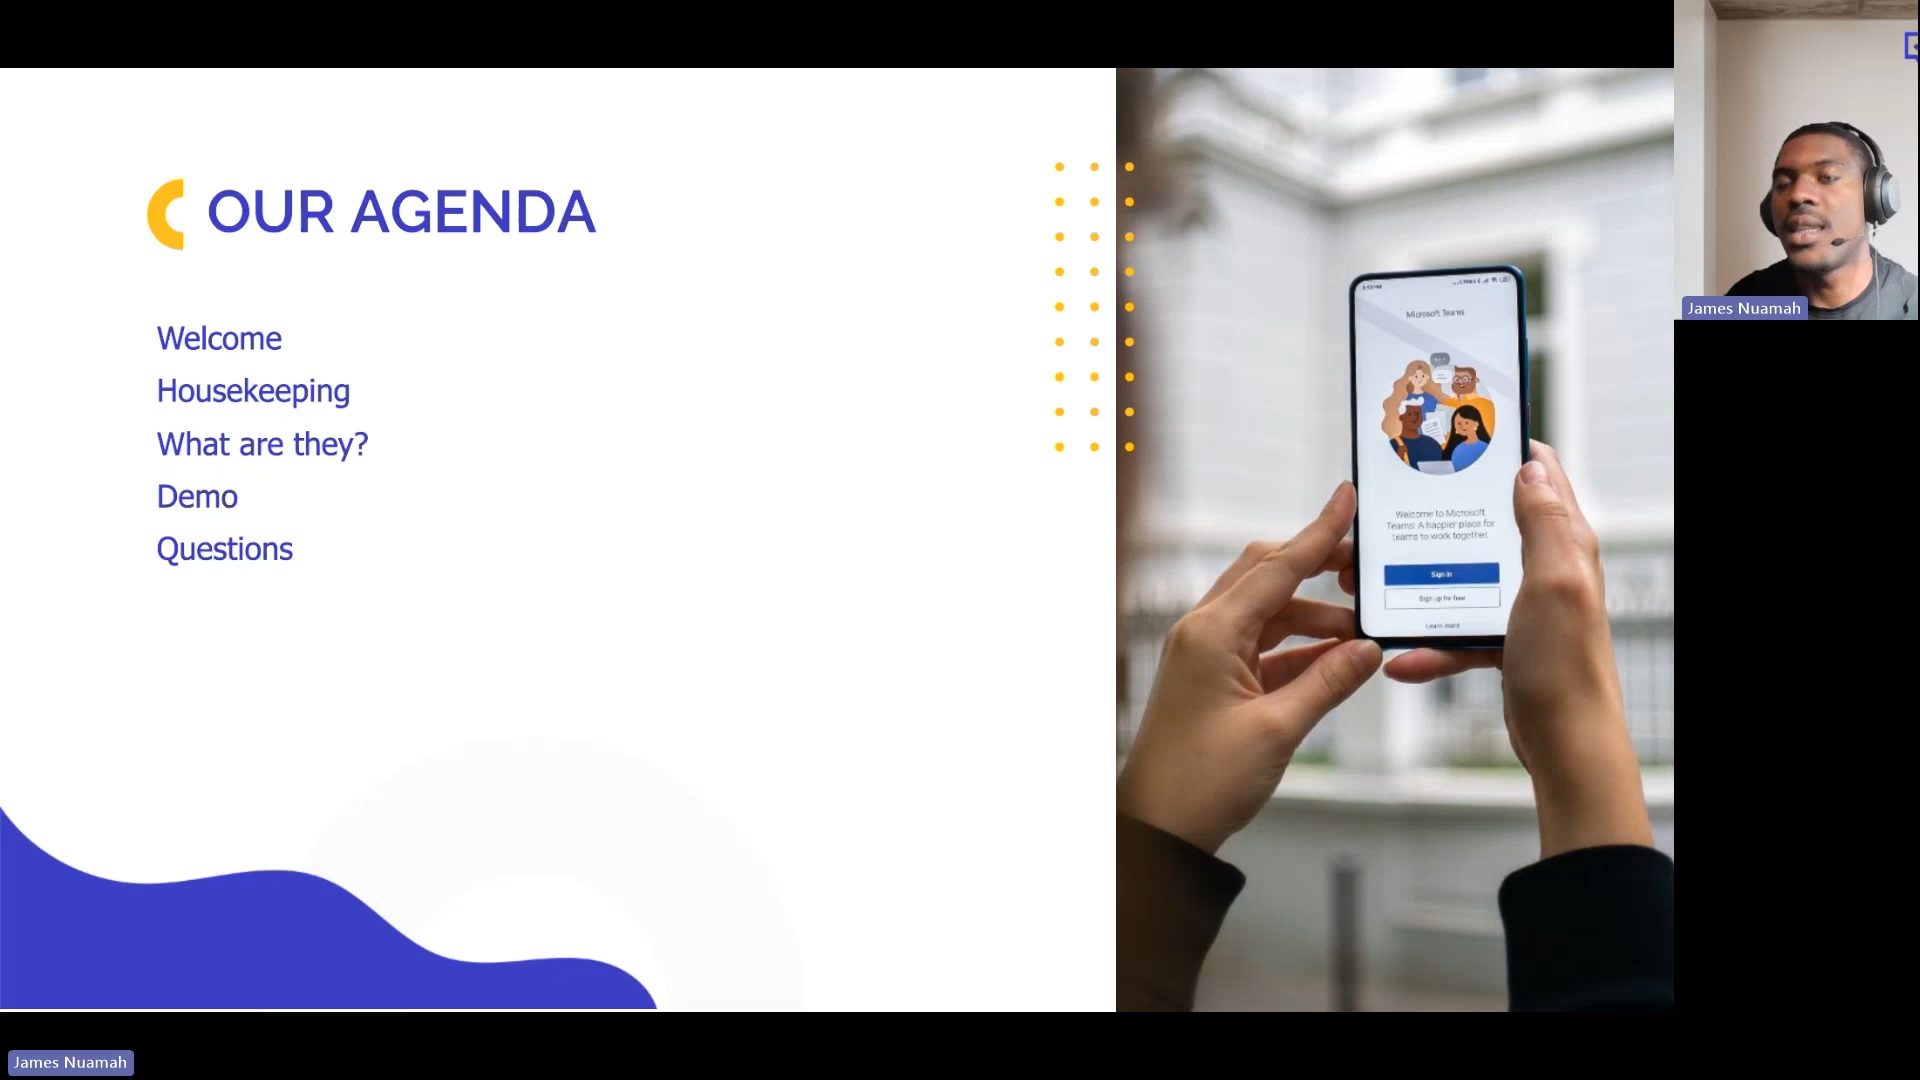 OUR AGENDA
Welcome
Housekeeping
What are they?
Demo
Questions
Microsoft Teams
Welcome to Microsoft
Teams! A happier place for
teams to work together.
Sign in
Sign up for free
Learn more
James Nuamah
James Nuamah